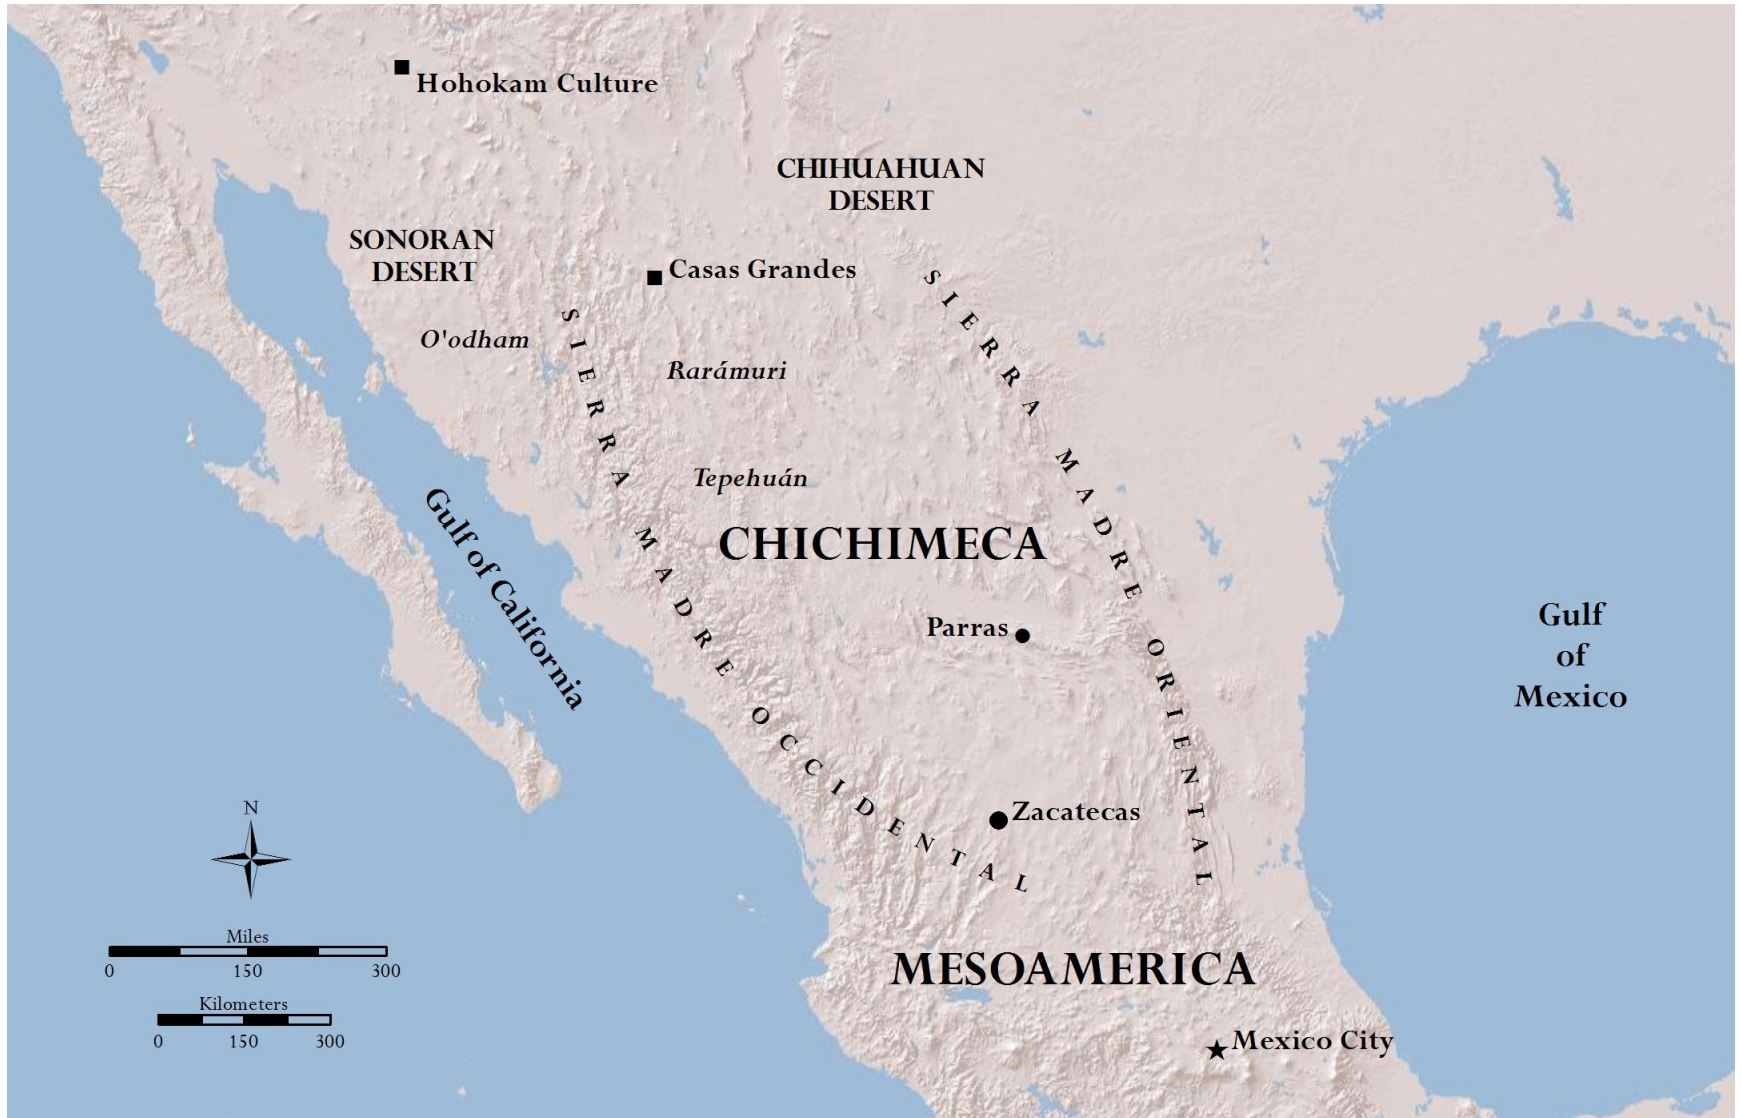 Hohokam Culture
CHIHUAHUAN
DESERT
SONORAN
DESERT
Casas Grandes
SIERRA MADRE OCCIDENTAL
SIERRA MADRE ORIENTAL
O'odham
Rarámuri
Tepehuán
CHICHIMECA
Gulf of California
Parras
Gulf
of
Mexico
Zacatecas
N
Miles
0 150 300
Kilometers
0 150 300
MESOAMERICA
Mexico City